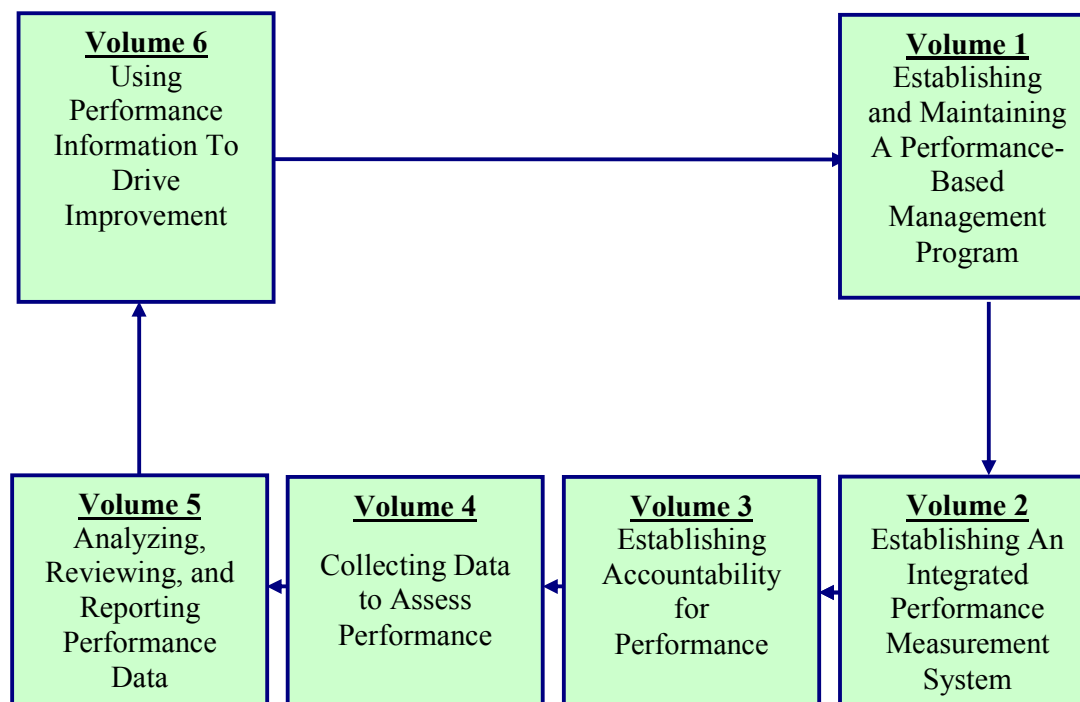 Volume 6
Using
Performance
Information To
Drive
Improvement
Volume 1
Establishing
and Maintaining
A Performance-
Based
Management
Program
Volume 5
Analyzing,
Reviewing, and
Reporting
Performance
Data
Volume 4
Collecting Data
to Assess
Performance
Volume 3
Establishing
Accountability
for
Performance
Volume 2
Establishing An
Integrated
Performance
Measurement
System